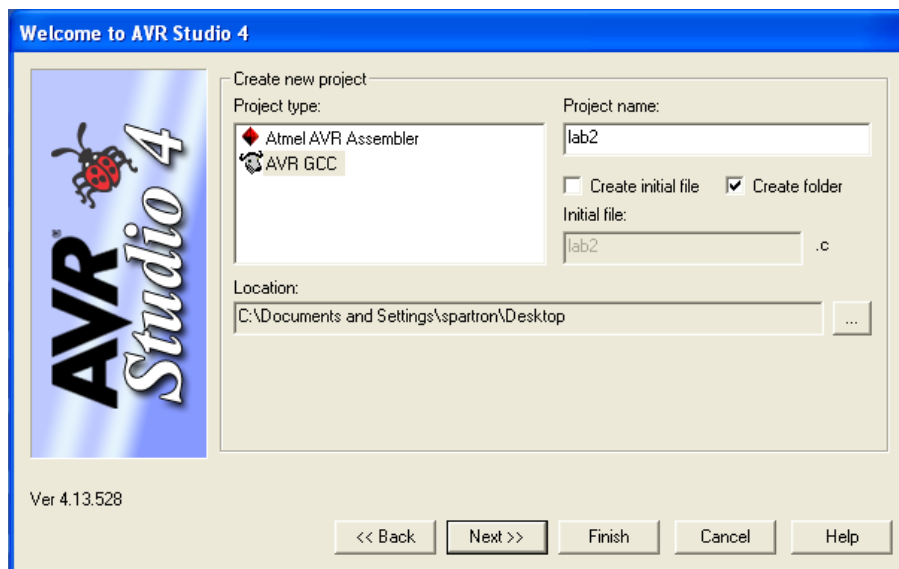 Welcome to AVR Studio 4
AVR® Studio 4
Create new project
Project type:
Atmel AVR Assembler
AVR GCC
Project name:
lab2
Create initial file
Create folder
Initial file:
lab2
.c
Location:
C:\Documents and Settings\spartron\Desktop
...
Ver 4.13.528
<< Back
Next >>
Finish
Cancel
Help